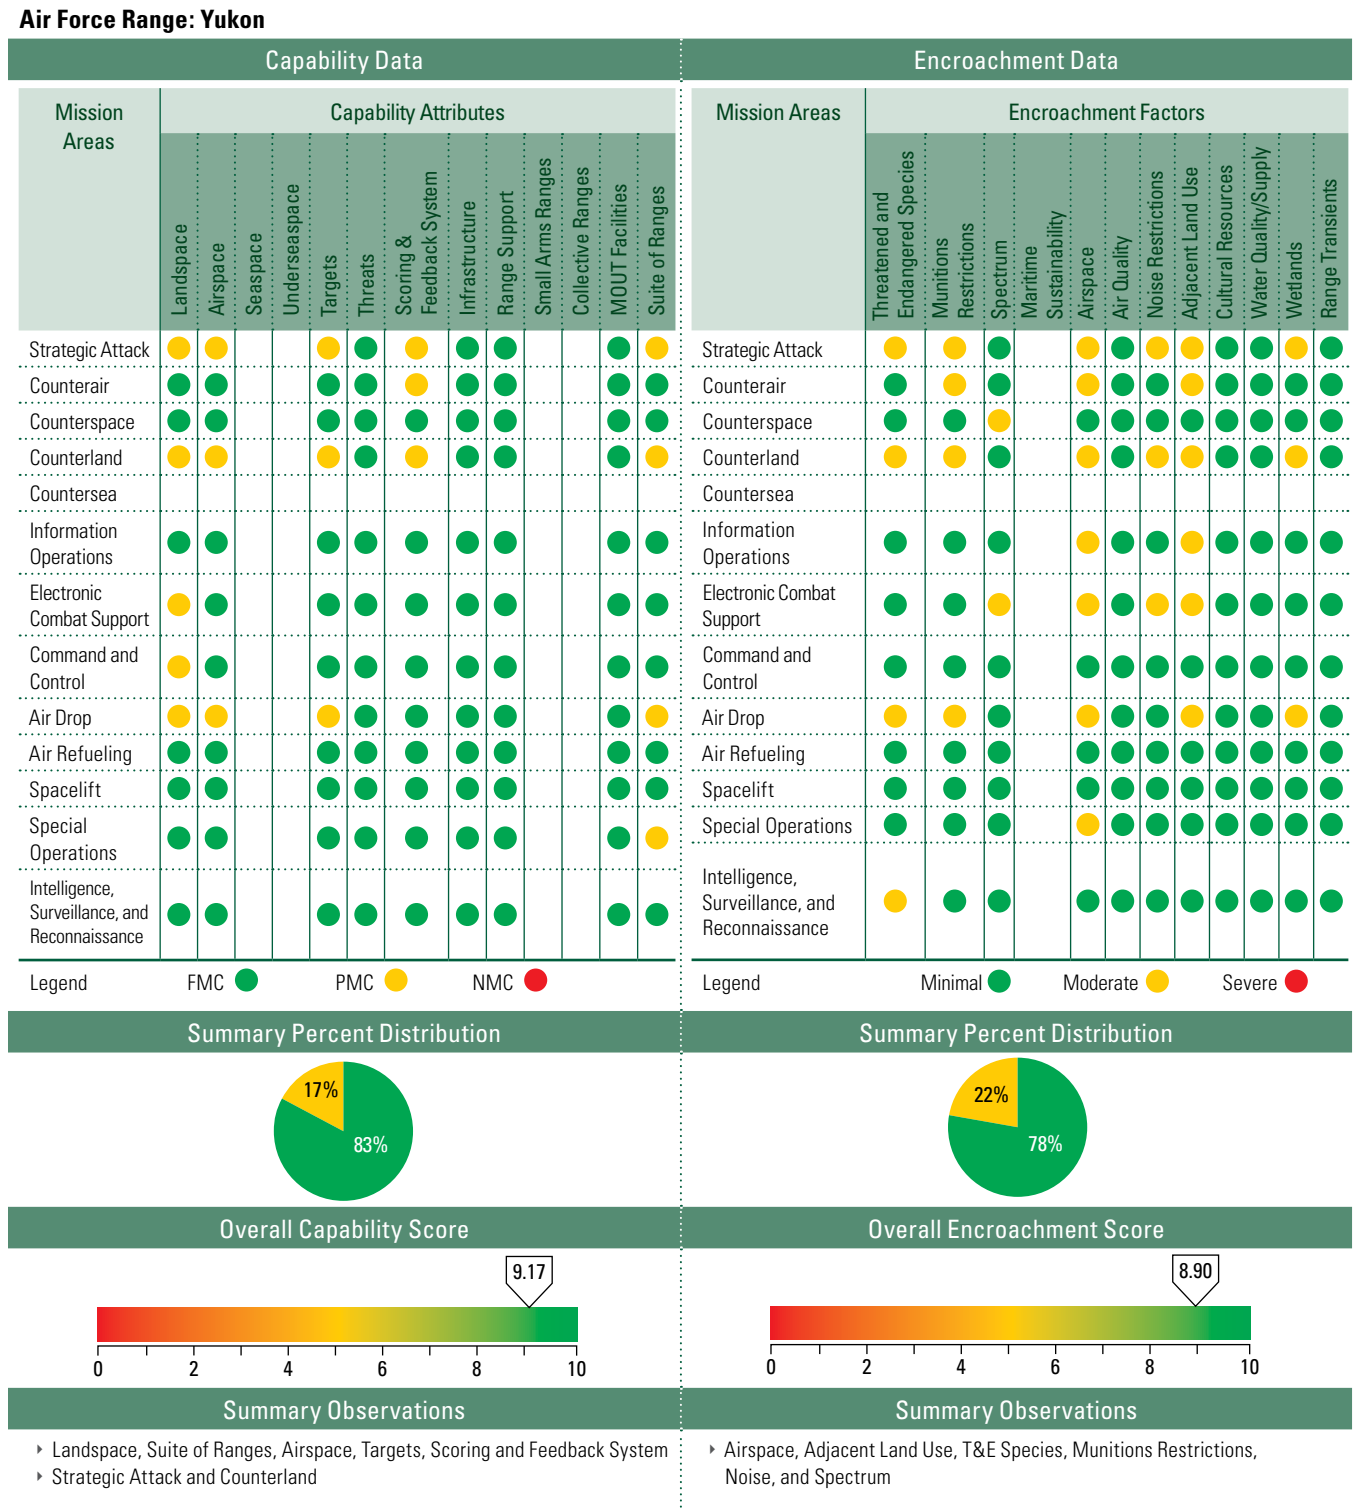 Air Force Range: Yukon
Capability Data
Mission
Areas
Capability Attributes
Landspace
Airspace
Seaspace
Underseaspace
Targets
Threats
Scoring &
Feedback System
Infrastructure
Range Support
Small Arms Ranges
Collective Ranges
MOUT Facilities
Suite of Ranges
Strategic Attack
Counterair
Counterspace
Counterland
Countersea
Information
Operations
Electronic
Combat Support
Command and
Control
Air Drop
Air Refueling
Spacelift
Special
Operations
Intelligence,
Surveillance, and
Reconnaissance
Legend
FMC
PMC
NMC
Summary Percent Distribution
17%
83%
Overall Capability Score
9.17
0 2 4 6 8 10
Summary Observations
Landspace, Suite of Ranges, Airspace, Targets, Scoring and Feedback System
Strategic Attack and Counterland
Encroachment Data
Mission Areas
Encroachment Factors
Threatened and
Endangered Species
Munitions
Restrictions
Spectrum
Maritime
Sustainability
Airspace
Air Quality
Noise Restrictions
Adjacent Land Use
Cultural Resources
Water Quality/Supply
Wetlands
Range Transients
Strategic Attack
Counterair
Counterspace
Counterland
Countersea
Information
Operations
Electronic Combat
Support
Command and
Control
Air Drop
Air Refueling
Spacelift
Special Operations
Intelligence,
Surveillance, and
Reconnaissance
Legend
Minimal
Moderate
Severe
Summary Percent Distribution
22%
78%
Overall Encroachment Score
8.90
0 2 4 6 8 10
Summary Observations
Airspace, Adjacent Land Use, T&E Species, Munitions Restrictions,
Noise, and Spectrum